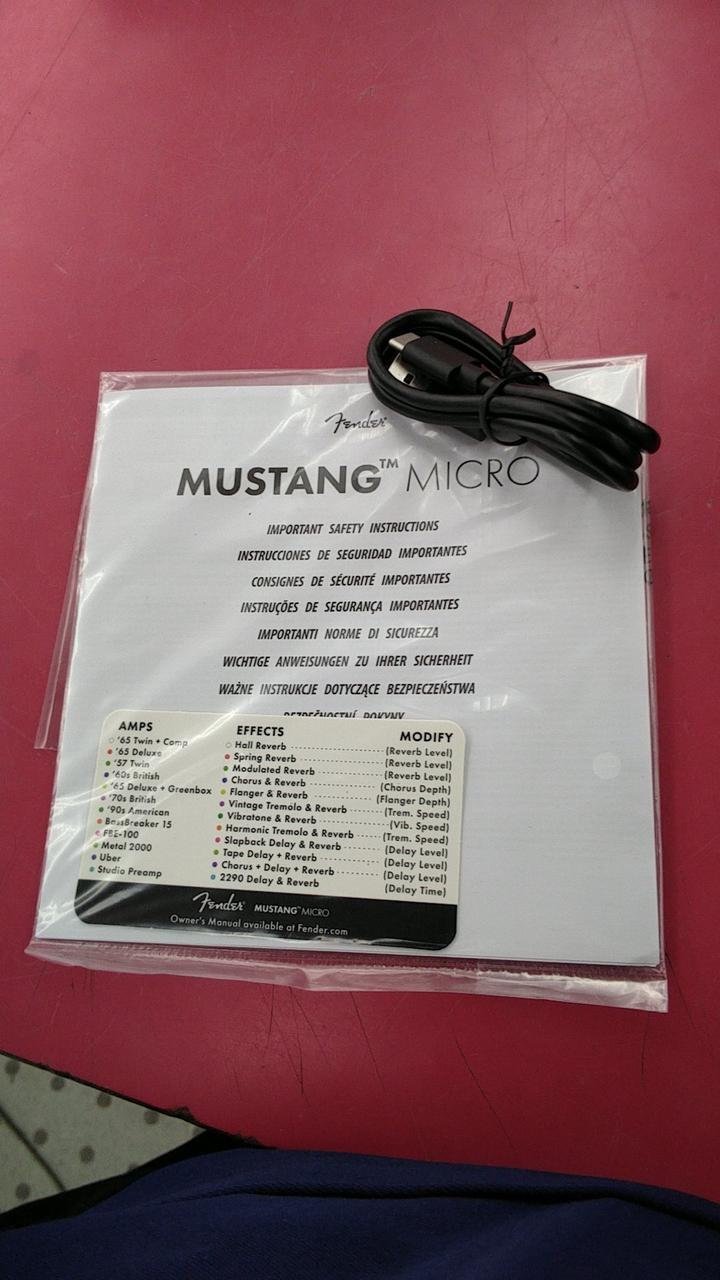 Fender
MUSTANG™ MICRO
IMPORTANT SAFETY INSTRUCTIONS
INSTRUCCIONES DE SEGURIDAD IMPORTANTES
CONSIGNES DE SÉCURITÉ IMPORTANTES
INSTRUÇÕES DE SEGURANÇA IMPORTANTES
IMPORTANTI NORME DI SICUREZZA
WICHTIGE ANWEISUNGEN ZU IHRER SICHERHEIT
WAŻNE INSTRUKCJE DOTYCZĄCE BEZPIECZEŃSTWA
BEZPEČNOSTNÍ POKYNY
AMPS
'65 Twin + Comp
'65 Deluxe
'57 Twin
'60s British
'65 Deluxe + Greenbox
'70s British
'90s American
BassBreaker 15
FBE-100
Metal 2000
Uber
Studio Preamp
EFFECTS MODIFY
Hall Reverb (Reverb Level)
Spring Reverb (Reverb Level)
Modulated Reverb (Reverb Level)
Chorus & Reverb (Chorus Depth)
Flanger & Reverb (Flanger Depth)
Vintage Tremolo & Reverb (Trem. Speed)
Vibratone & Reverb (Vib. Speed)
Harmonic Tremolo & Reverb (Trem. Speed)
Slapback Delay & Reverb (Delay Level)
Tape Delay + Reverb (Delay Level)
Chorus + Delay + Reverb (Delay Level)
2290 Delay & Reverb (Delay Time)
Fender MUSTANG™ MICRO
Owner's Manual available at Fender.com